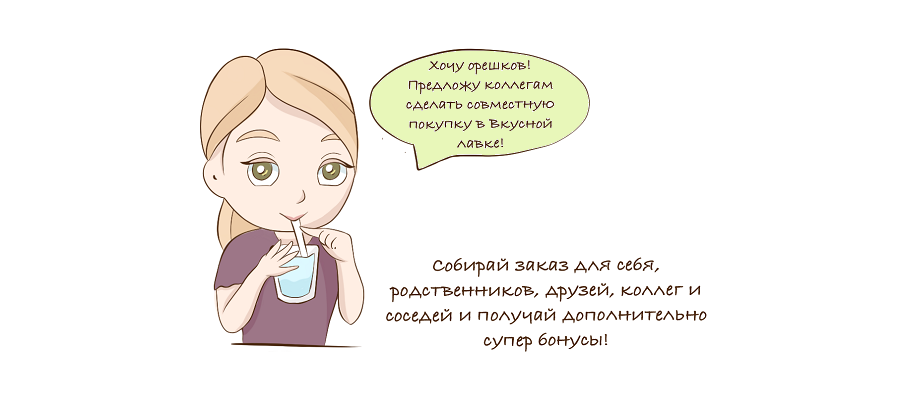 Хочу орешков!
Предложу коллегам
сделать совместную
покупку в Вкусной
лавке!
Собирай заказ для себя,
родственников, друзей, коллег и
соседей и получай дополнительно
супер бонусы!